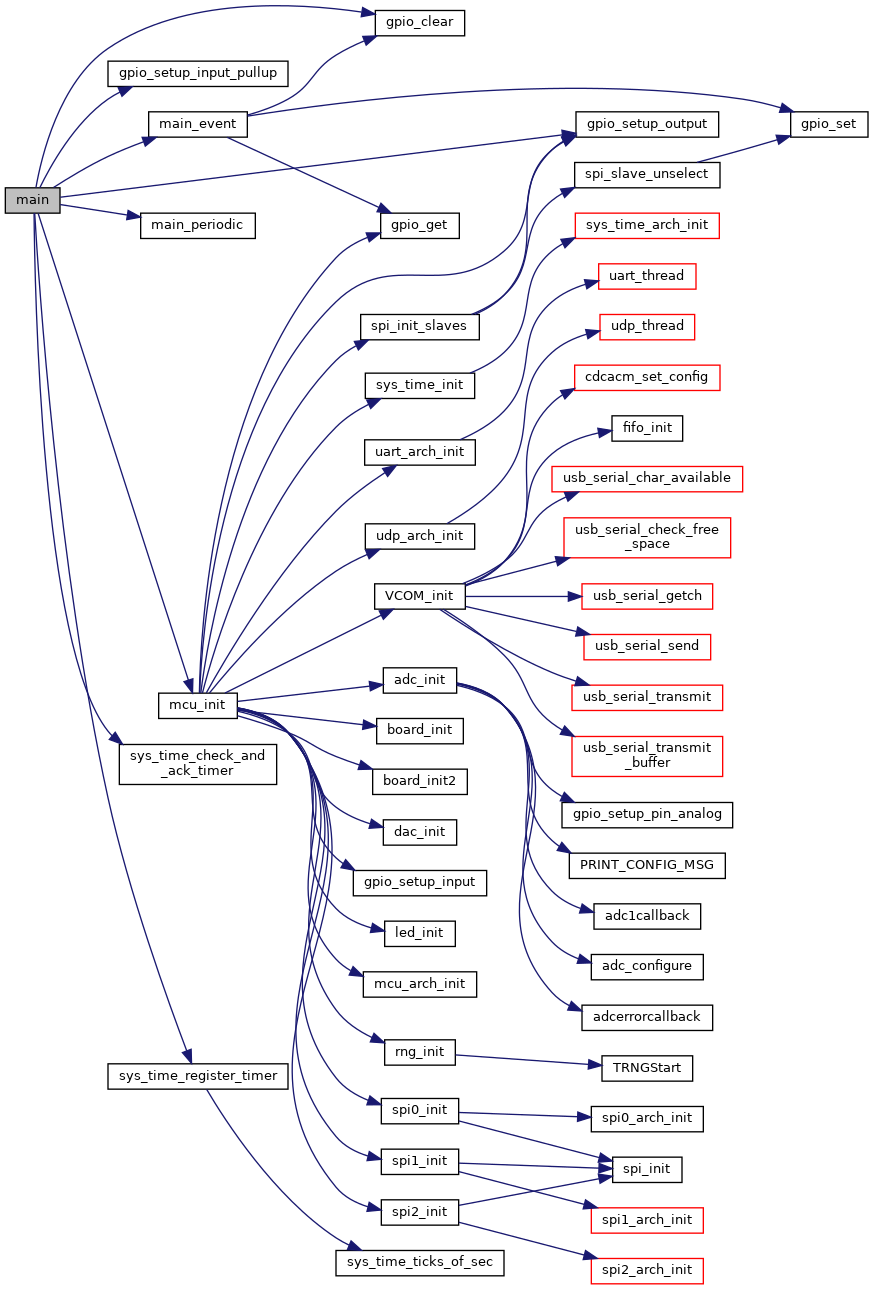 main
gpio_clear
gpio_setup_input_pullup
main_event
gpio_setup_output
gpio_set
spi_slave_unselect
main_periodic
gpio_get
sys_time_arch_init
uart_thread
spi_init_slaves
udp_thread
sys_time_init
cdcacm_set_config
fifo_init
uart_arch_init
usb_serial_char_available
udp_arch_init
usb_serial_check_free
_space
VCOM_init
usb_serial_getch
usb_serial_send
adc_init
usb_serial_transmit
mcu_init
board_init
usb_serial_transmit
_buffer
sys_time_check_and
_ack_timer
board_init2
gpio_setup_pin_analog
dac_init
PRINT_CONFIG_MSG
gpio_setup_input
adc1callback
led_init
adc_configure
mcu_arch_init
adcerrorcallback
rng_init
TRNGStart
sys_time_register_timer
spi0_init
spi0_arch_init
spi1_init
spi_init
spi2_init
spi1_arch_init
sys_time_ticks_of_sec
spi2_arch_init